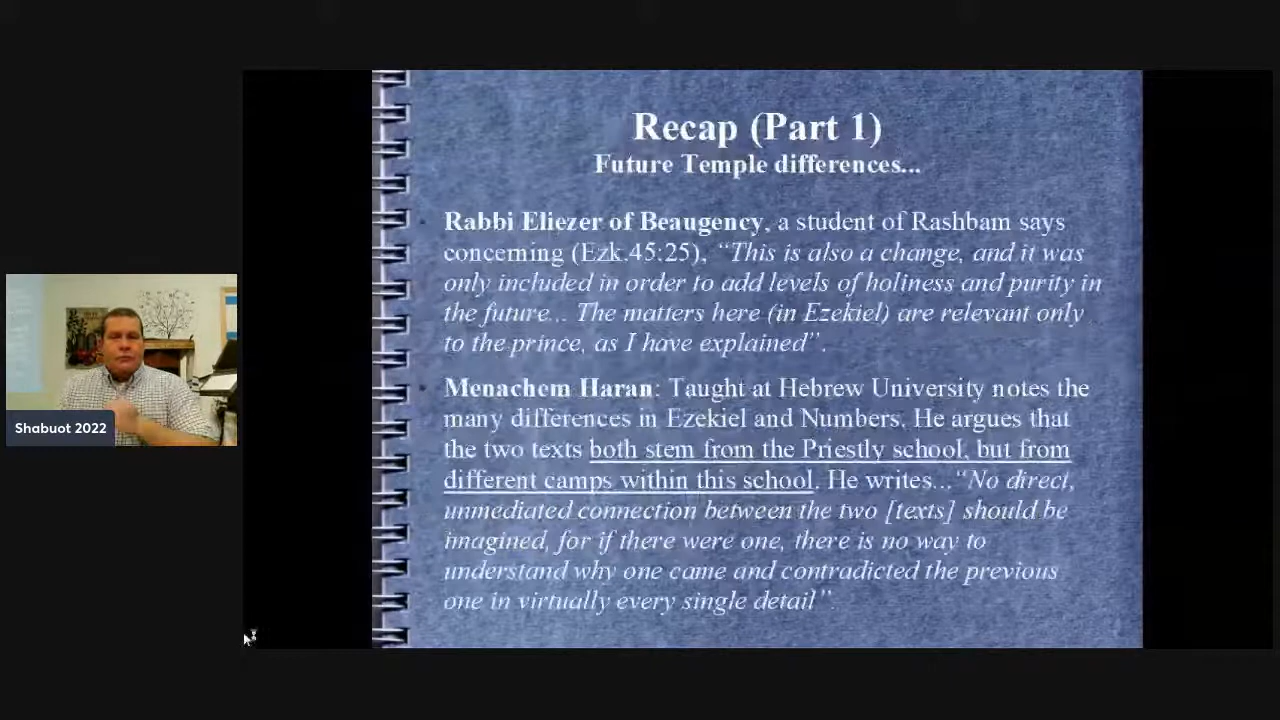 Recap (Part 1)
Future Temple differences...
• Rabbi Eliezer of Beaugency, a student of Rashbam says
concerning (Ezk.45:25), “This is also a change, and it was
only included in order to add levels of holiness and purity in
the future... The matters here (in Ezekiel) are relevant only
to the prince, as I have explained”.
• Menachem Haran: Taught at Hebrew University notes the
many differences in Ezekiel and Numbers. He argues that
the two texts both stem from the Priestly school, but from
different camps within this school. He writes...“No direct,
unmediated connection between the two [texts] should be
imagined, for if there were one, there is no way to
understand why one came and contradicted the previous
one in virtually every single detail”.
Shabuot 2022